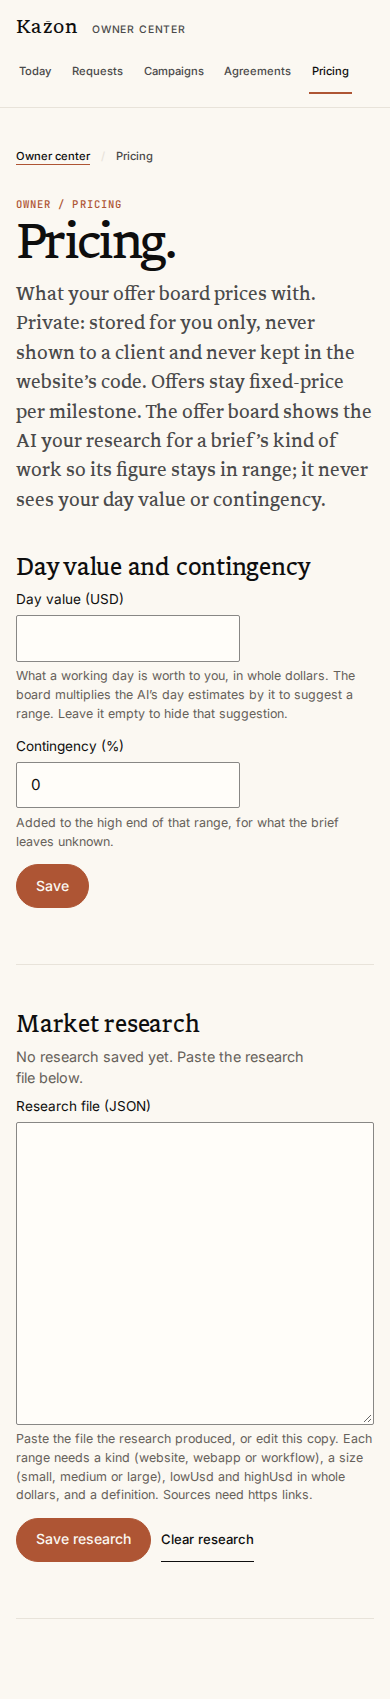 Kažon OWNER CENTER
Today Requests Campaigns Agreements Pricing
Owner center / Pricing
OWNER / PRICING
Pricing.
What your offer board prices with.
Private: stored for you only, never
shown to a client and never kept in the
website’s code. Offers stay fixed-price
per milestone. The offer board shows the
AI your research for a brief’s kind of
work so its figure stays in range; it never
sees your day value or contingency.
Day value and contingency
Day value (USD)
What a working day is worth to you, in whole dollars. The
board multiplies the AI’s day estimates by it to suggest a
range. Leave it empty to hide that suggestion.
Contingency (%)
0
Added to the high end of that range, for what the brief
leaves unknown.
Save
Market research
No research saved yet. Paste the research
file below.
Research file (JSON)
Paste the file the research produced, or edit this copy. Each
range needs a kind (website, webapp or workflow), a size
(small, medium or large), lowUsd and highUsd in whole
dollars, and a definition. Sources need https links.
Save research Clear research